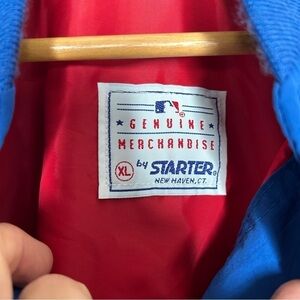 ★ GENUINE ★
MERCHANDISE
XL by STARTER®
NEW HAVEN, CT.